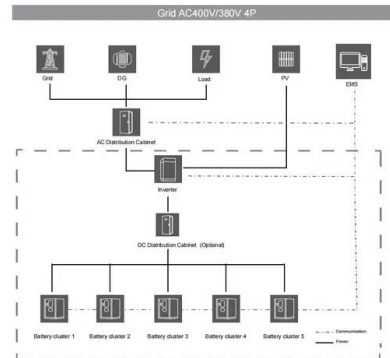 Grid AC400V/380V 4P
Grid
DG
Load
PV
EMS
AC Distribution Cabinet
Inverter
DC Distribution Cabinet (Optional)
Battery cluster 1
Battery cluster 2
Battery cluster 3
Battery cluster 4
Battery cluster 5
Communication
Power